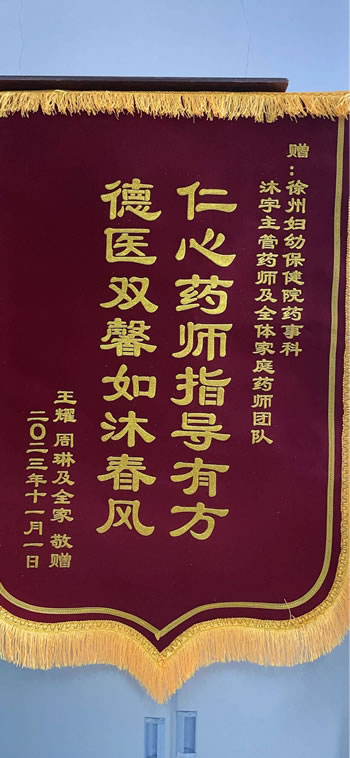 赠：徐州妇幼保健院药事科
沐宇主管药师及全体家庭药师团队
仁心药师指导有方
德医双馨如沐春风
王耀 周琳及全家 敬赠
二〇二三年十一月一日